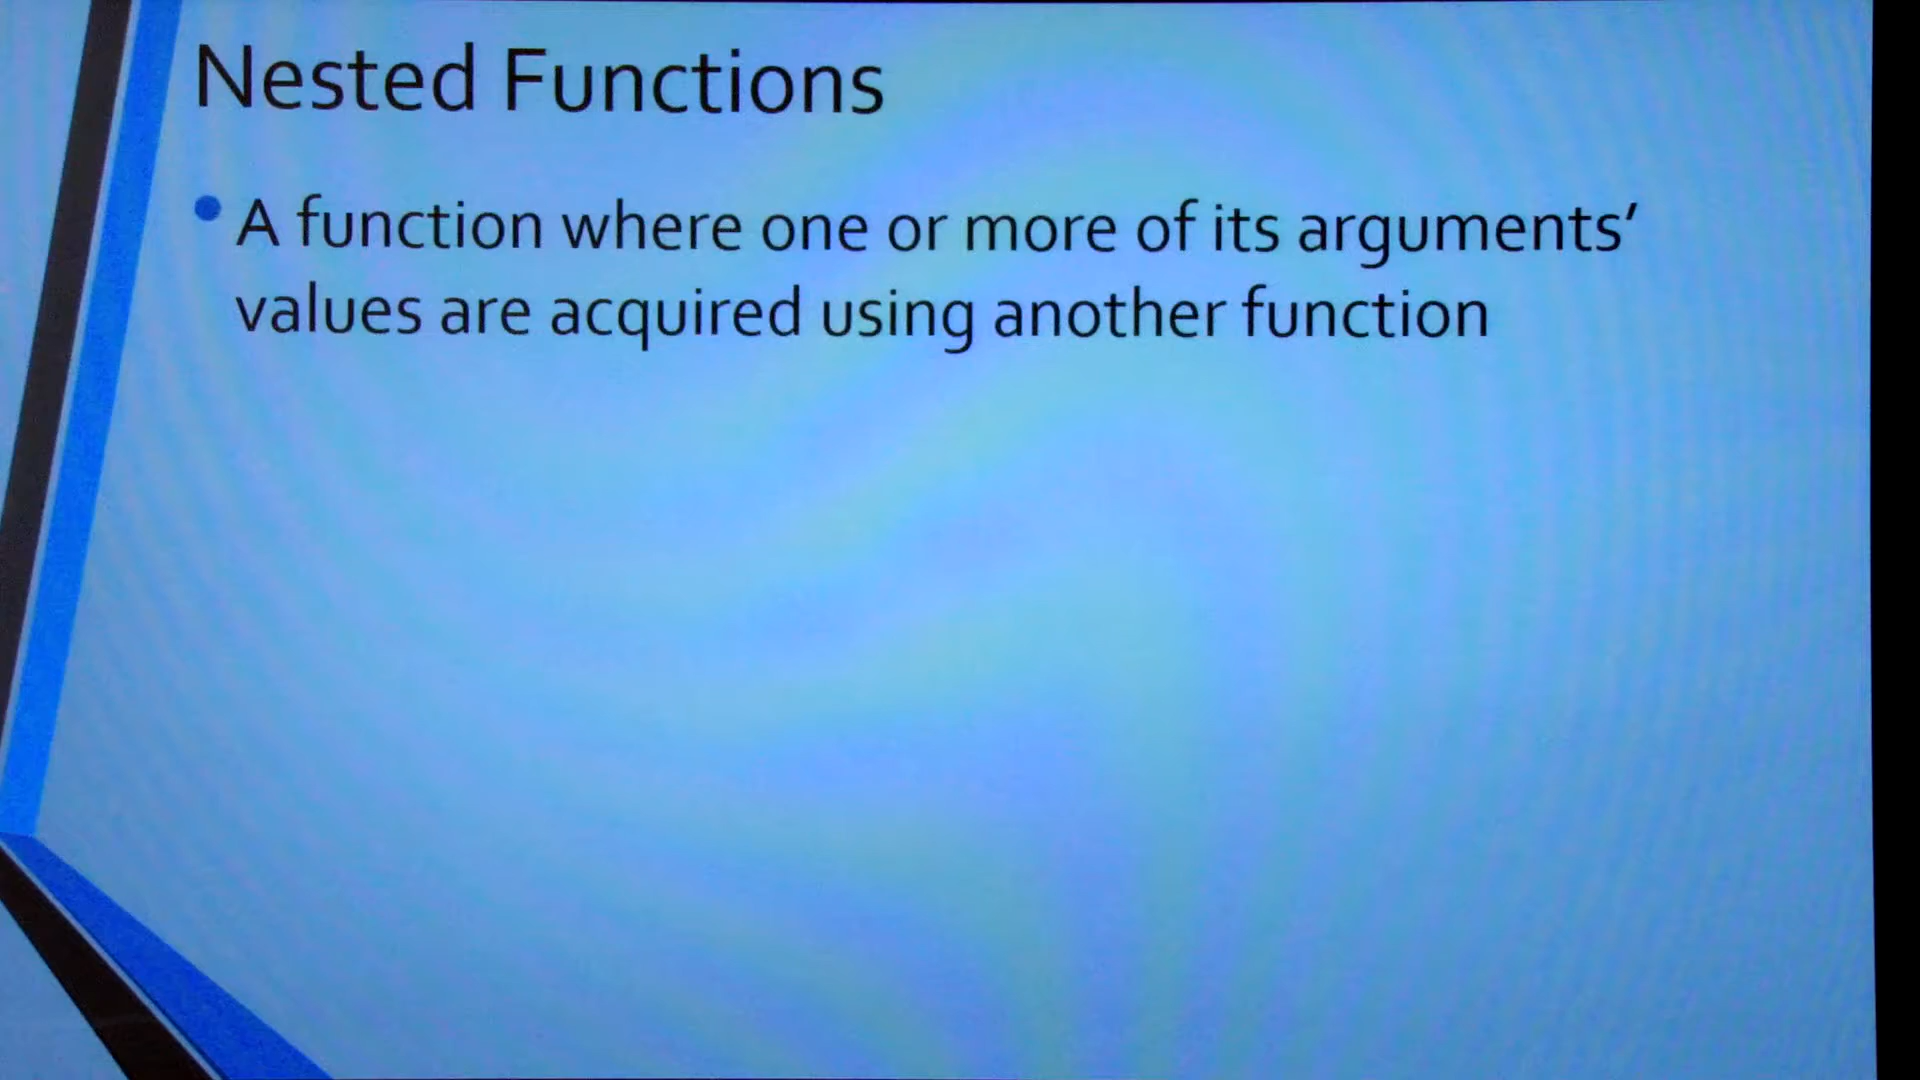 Nested Functions
• A function where one or more of its arguments’
values are acquired using another function